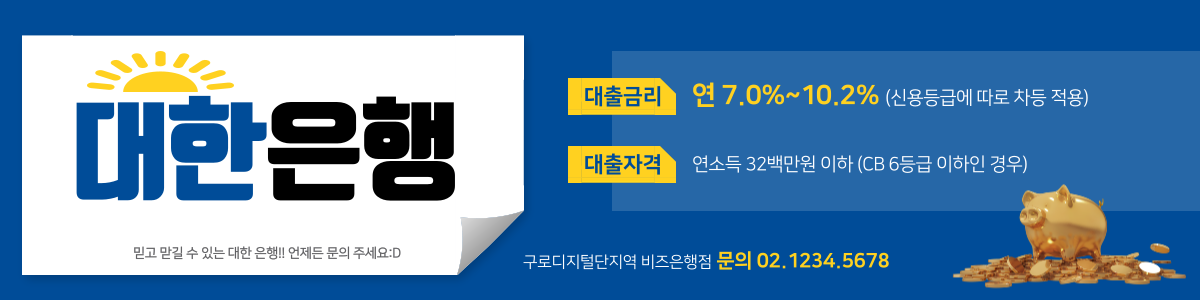 대한은행
믿고 맡길 수 있는 대한 은행!! 언제든 문의 주세요:D
대출금리 연 7.0%~10.2% (신용등급에 따로 차등 적용)
대출자격 연소득 32백만원 이하 (CB 6등급 이하인 경우)
구로디지털단지역 비즈은행점 문의 02.1234.5678